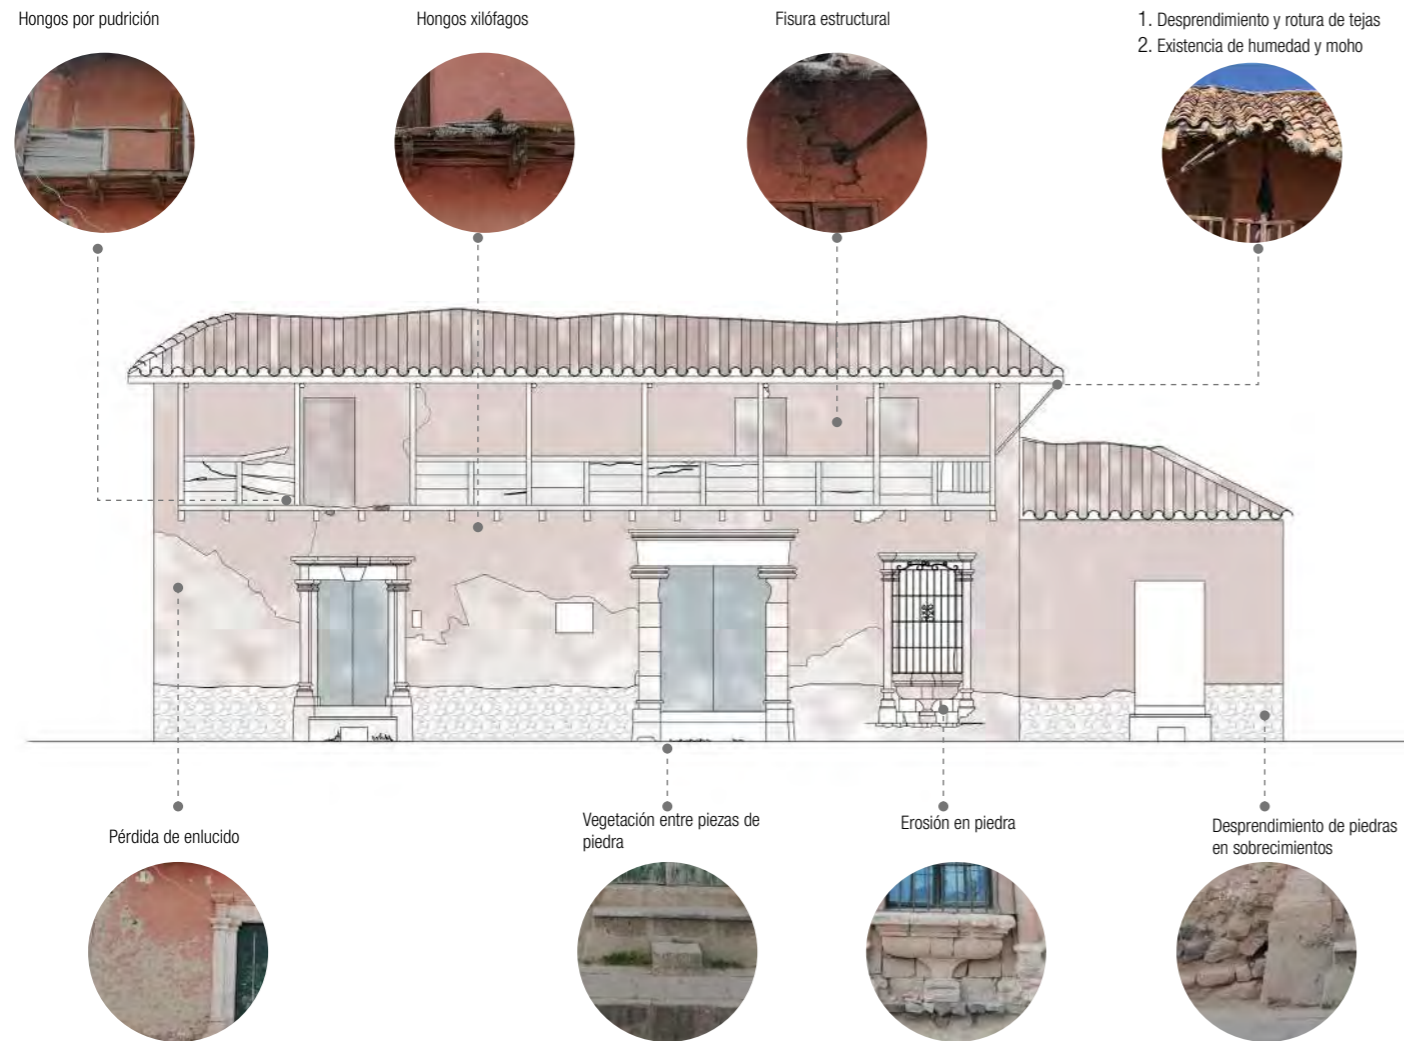 Hongos por pudrición
Hongos xilófagos
Fisura estructural
1. Desprendimiento y rotura de tejas
2. Existencia de humedad y moho
Pérdida de enlucido
Vegetación entre piezas de
piedra
Erosión en piedra
Desprendimiento de piedras
en sobrecimientos